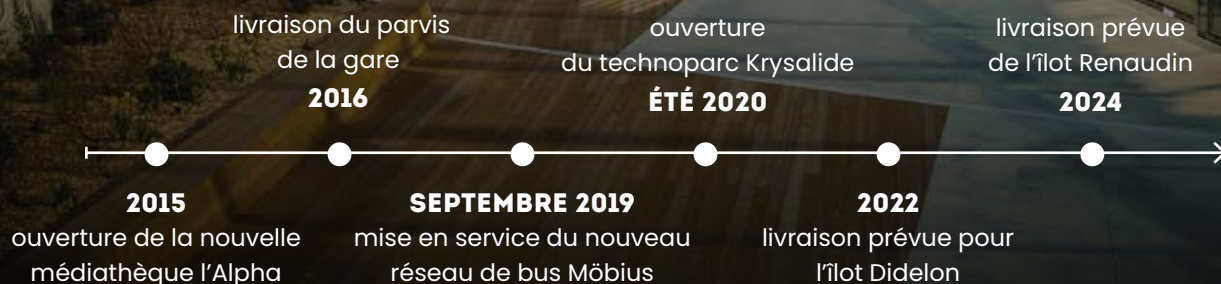 livraison du parvis
de la gare
2016
ouverture
du technoparc Krysalide
ÉTÉ 2020
livraison prévue
de l'îlot Renaudin
2024
2015
ouverture de la nouvelle
médiathèque l'Alpha
SEPTEMBRE 2019
mise en service du nouveau
réseau de bus Möbius
2022
livraison prévue pour
l'îlot Didelon